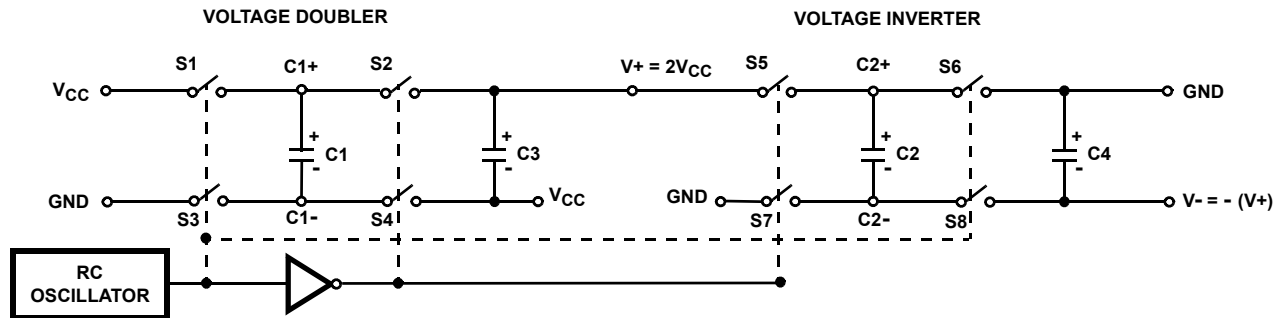 VOLTAGE DOUBLER
VOLTAGE INVERTER
S1
C1+
S2
V+ = 2VCC
S5
C2+
S6
VCC
GND
+
C1
-
+
C3
-
+
C2
-
+
C4
-
GND
S3
C1-
S4
VCC
GND
S7
C2-
S8
V- = - (V+)
RC
OSCILLATOR